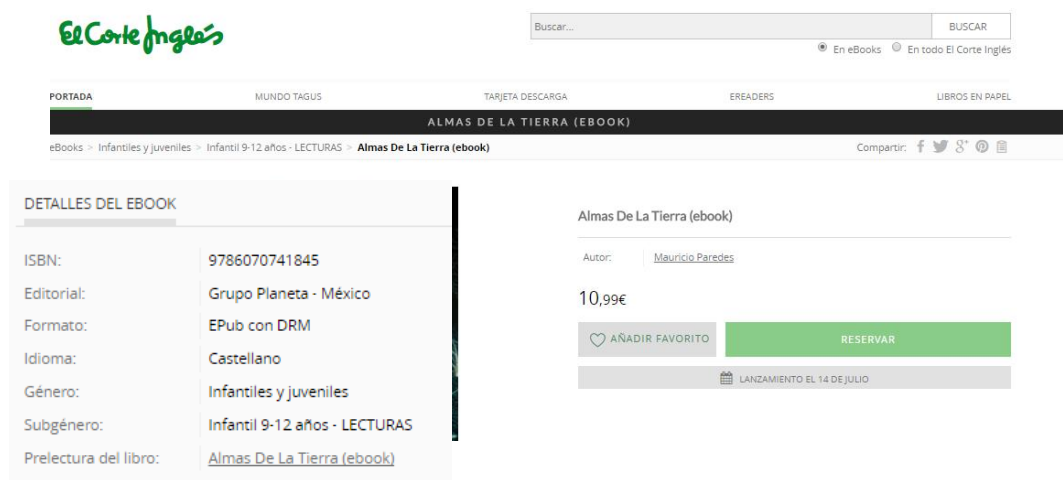 El Corte Inglés
Buscar...
BUSCAR
En eBooks En todo El Corte Inglés
PORTADA MUNDO TAGUS TARJETA DESCARGA EREADERS LIBROS EN PAPEL
ALMAS DE LA TIERRA (EBOOK)
eBooks > Infantiles y juveniles > Infantil 9-12 años - LECTURAS > Almas De La Tierra (ebook)
Compartir:
DETALLES DEL EBOOK
ISBN: 9786070741845
Editorial: Grupo Planeta - México
Formato: EPub con DRM
Idioma: Castellano
Género: Infantiles y juveniles
Subgénero: Infantil 9-12 años - LECTURAS
Prelectura del libro: Almas De La Tierra (ebook)
Almas De La Tierra (ebook)
Autor: Mauricio Paredes
10,99€
AÑADIR FAVORITO
RESERVAR
LANZAMIENTO EL 14 DE JULIO